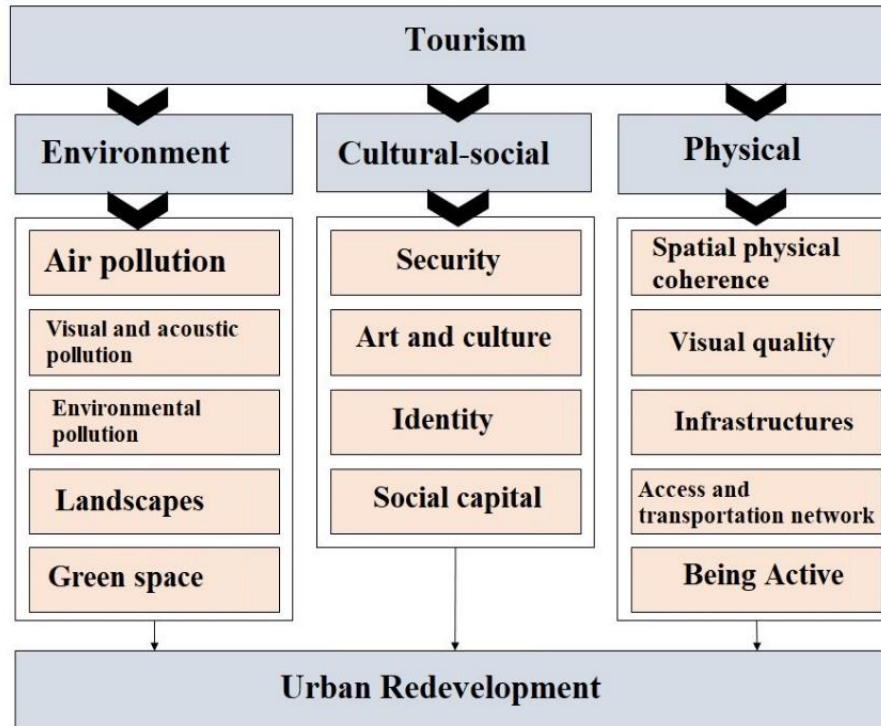 Tourism
Environment
Cultural-social
Physical
Air pollution
Visual and acoustic
pollution
Environmental
pollution
Landscapes
Green space
Security
Art and culture
Identity
Social capital
Spatial physical
coherence
Visual quality
Infrastructures
Access and
transportation network
Being Active
Urban Redevelopment